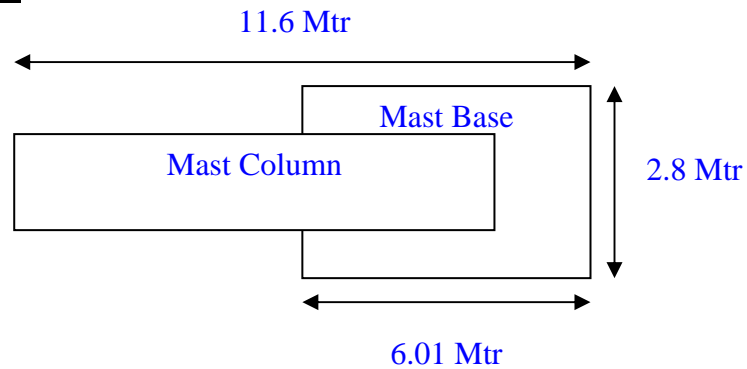 11.6 Mtr
Mast Base
Mast Column
2.8 Mtr
6.01 Mtr